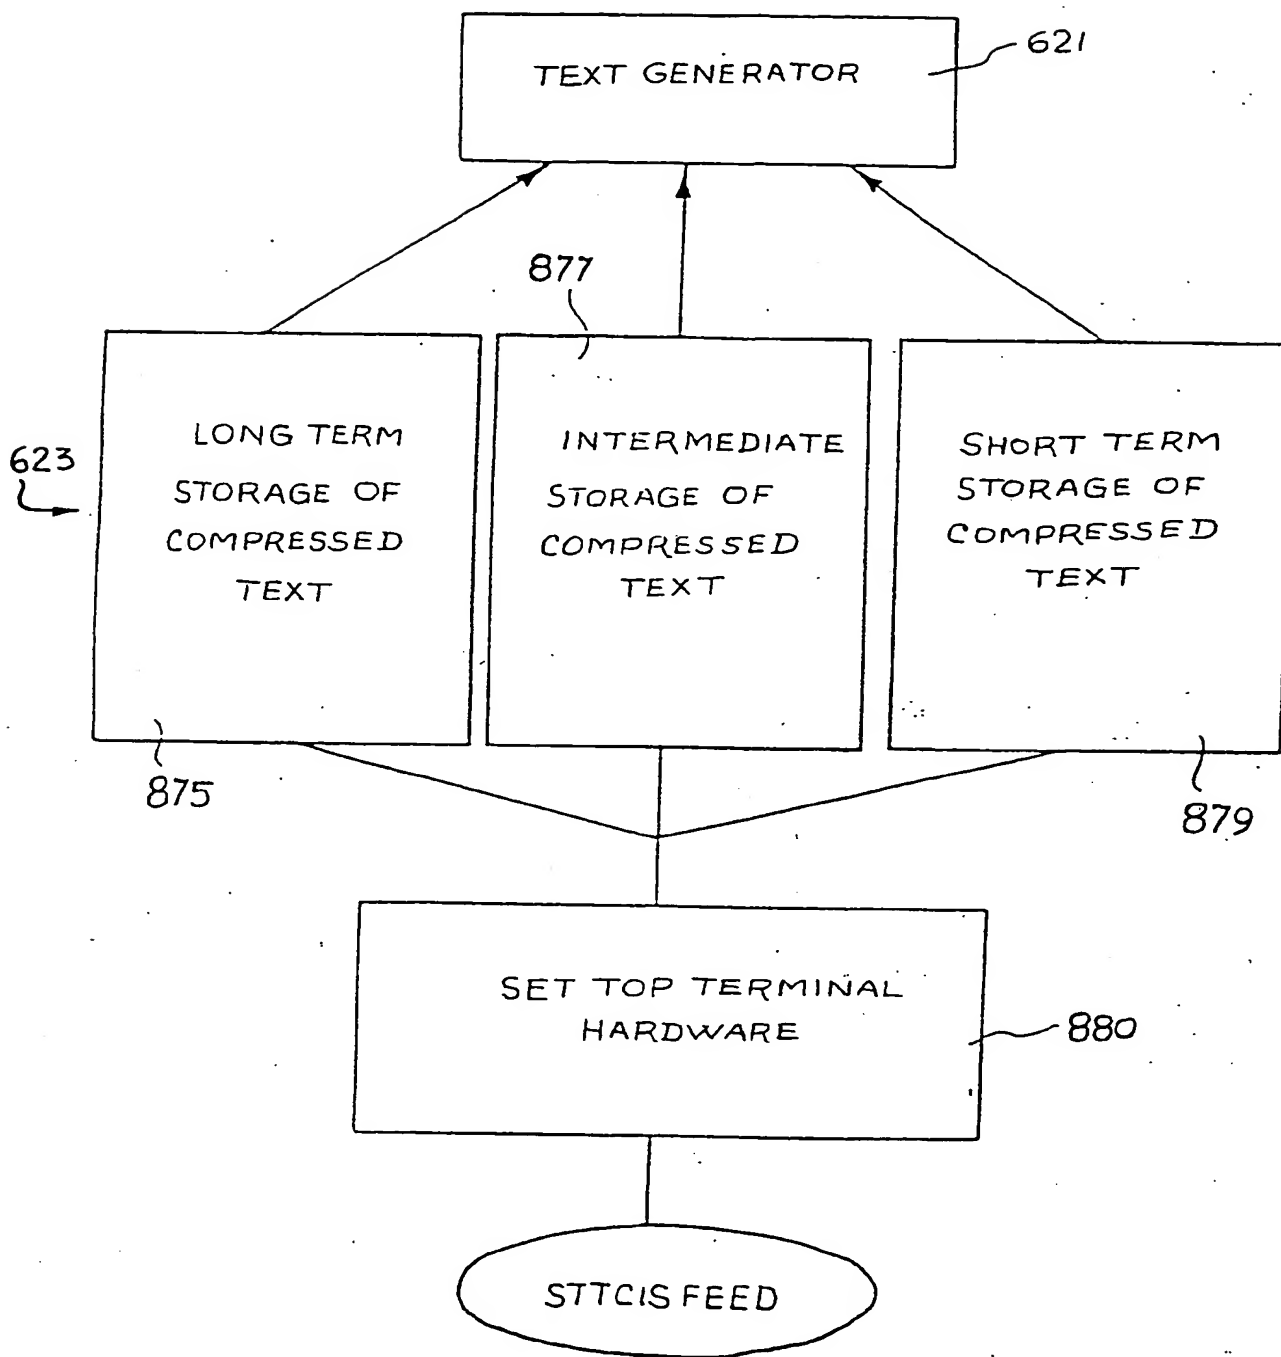 TEXT GENERATOR
621
877
623
LONG TERM
STORAGE OF
COMPRESSED
TEXT
INTERMEDIATE
STORAGE OF
COMPRESSED
TEXT
SHORT TERM
STORAGE OF
COMPRESSED
TEXT
875
879
SET TOP TERMINAL
HARDWARE
880
STTCIS FEED